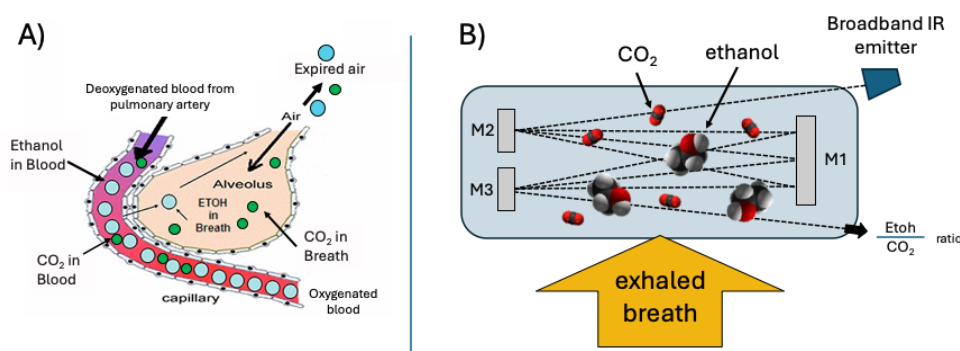 A)
Expired air
Deoxygenated blood from
pulmonary artery
Air
Ethanol
in Blood
Alveolus
ETOH
in
Breath
CO2 in
Breath
CO2 in
Blood
capillary
Oxygenated
blood
B)
Broadband IR
emitter
CO2
ethanol
M2
M1
M3
Etoh
CO2
ratio
exhaled
breath